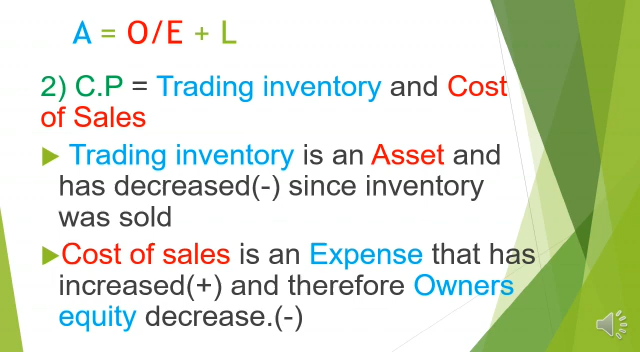 A = O/E + L
2) C.P = Trading inventory and Cost
of Sales
Trading inventory is an Asset and
has decreased(-) since inventory
was sold
Cost of sales is an Expense that has
increased(+) and therefore Owners
equity decrease.(-)